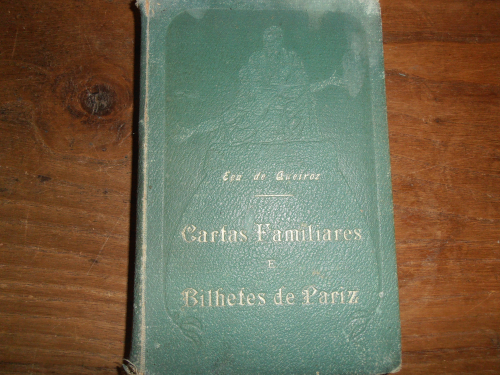 Eça de Queiroz
Cartas Familiares
E
Bilhetes de Pariz